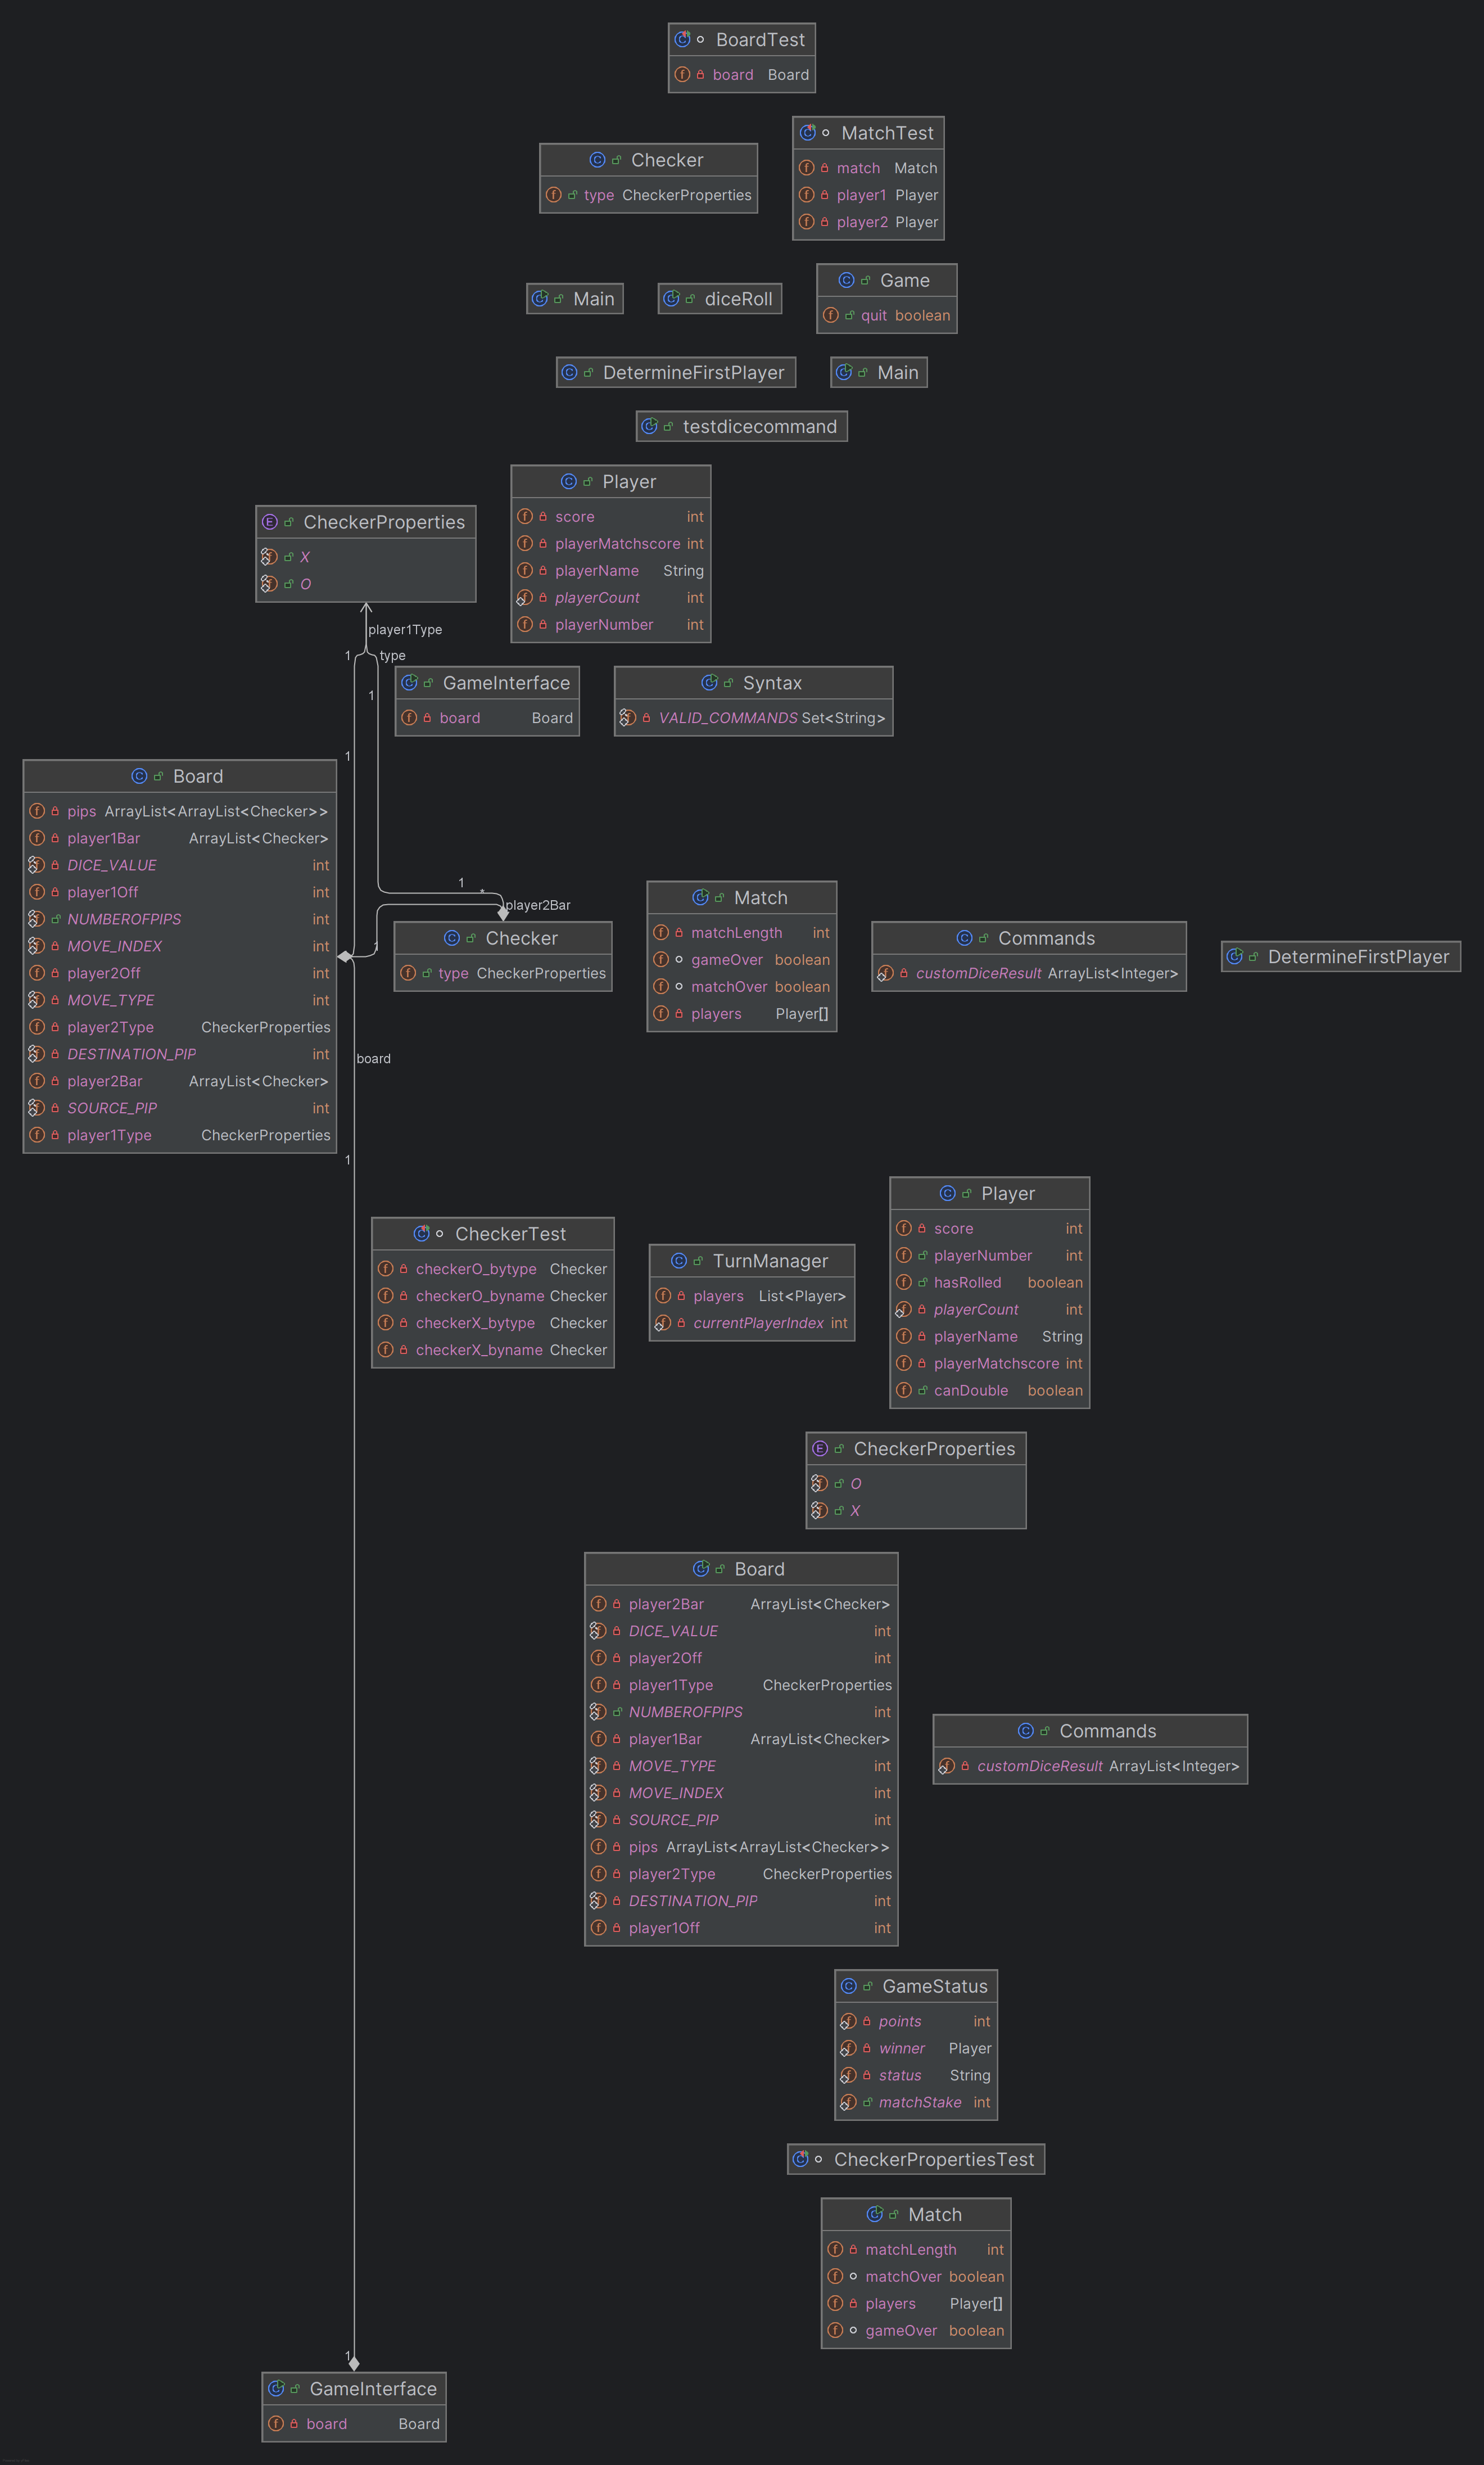 BoardTest
board Board
MatchTest
match Match
player1 Player
player2 Player
Checker
type CheckerProperties
Game
quit boolean
Main
diceRoll
DetermineFirstPlayer
Main
testdicecommand
Player
score int
playerMatchscore int
playerName String
playerCount int
playerNumber int
CheckerProperties
X
O
player1Type
1
type
1
GameInterface
board Board
Syntax
VALID_COMMANDS Set<String>
1
Board
pips ArrayList<ArrayList<Checker>>
player1Bar ArrayList<Checker>
DICE_VALUE int
player1Off int
NUMBEROFPIPS int
MOVE_INDEX int
player2Off int
MOVE_TYPE int
player2Type CheckerProperties
DESTINATION_PIP int
player2Bar ArrayList<Checker>
SOURCE_PIP int
player1Type CheckerProperties
1
*
player2Bar
1
Checker
type CheckerProperties
Match
matchLength int
gameOver boolean
matchOver boolean
players Player[]
Commands
customDiceResult ArrayList<Integer>
DetermineFirstPlayer
board
1
CheckerTest
checkerO_bytype Checker
checkerO_byname Checker
checkerX_bytype Checker
checkerX_byname Checker
TurnManager
players List<Player>
currentPlayerIndex int
Player
score int
playerNumber int
hasRolled boolean
playerCount int
playerName String
playerMatchscore int
canDouble boolean
CheckerProperties
O
X
Board
player2Bar ArrayList<Checker>
DICE_VALUE int
player2Off int
player1Type CheckerProperties
NUMBEROFPIPS int
player1Bar ArrayList<Checker>
MOVE_TYPE int
MOVE_INDEX int
SOURCE_PIP int
pips ArrayList<ArrayList<Checker>>
player2Type CheckerProperties
DESTINATION_PIP int
player1Off int
Commands
customDiceResult ArrayList<Integer>
GameStatus
points int
winner Player
status String
matchStake int
CheckerPropertiesTest
Match
matchLength int
matchOver boolean
players Player[]
gameOver boolean
1
GameInterface
board Board